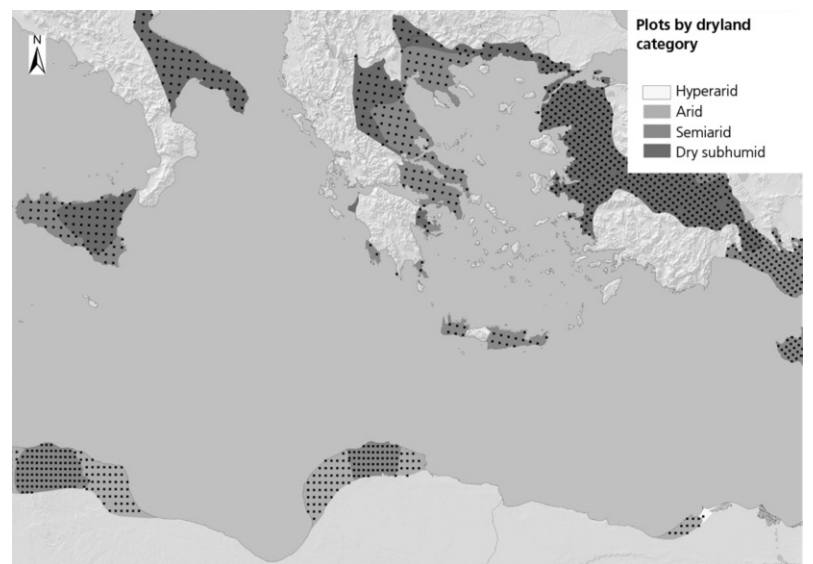 N
Plots by dryland
category
Hyperarid
Arid
Semiarid
Dry subhumid